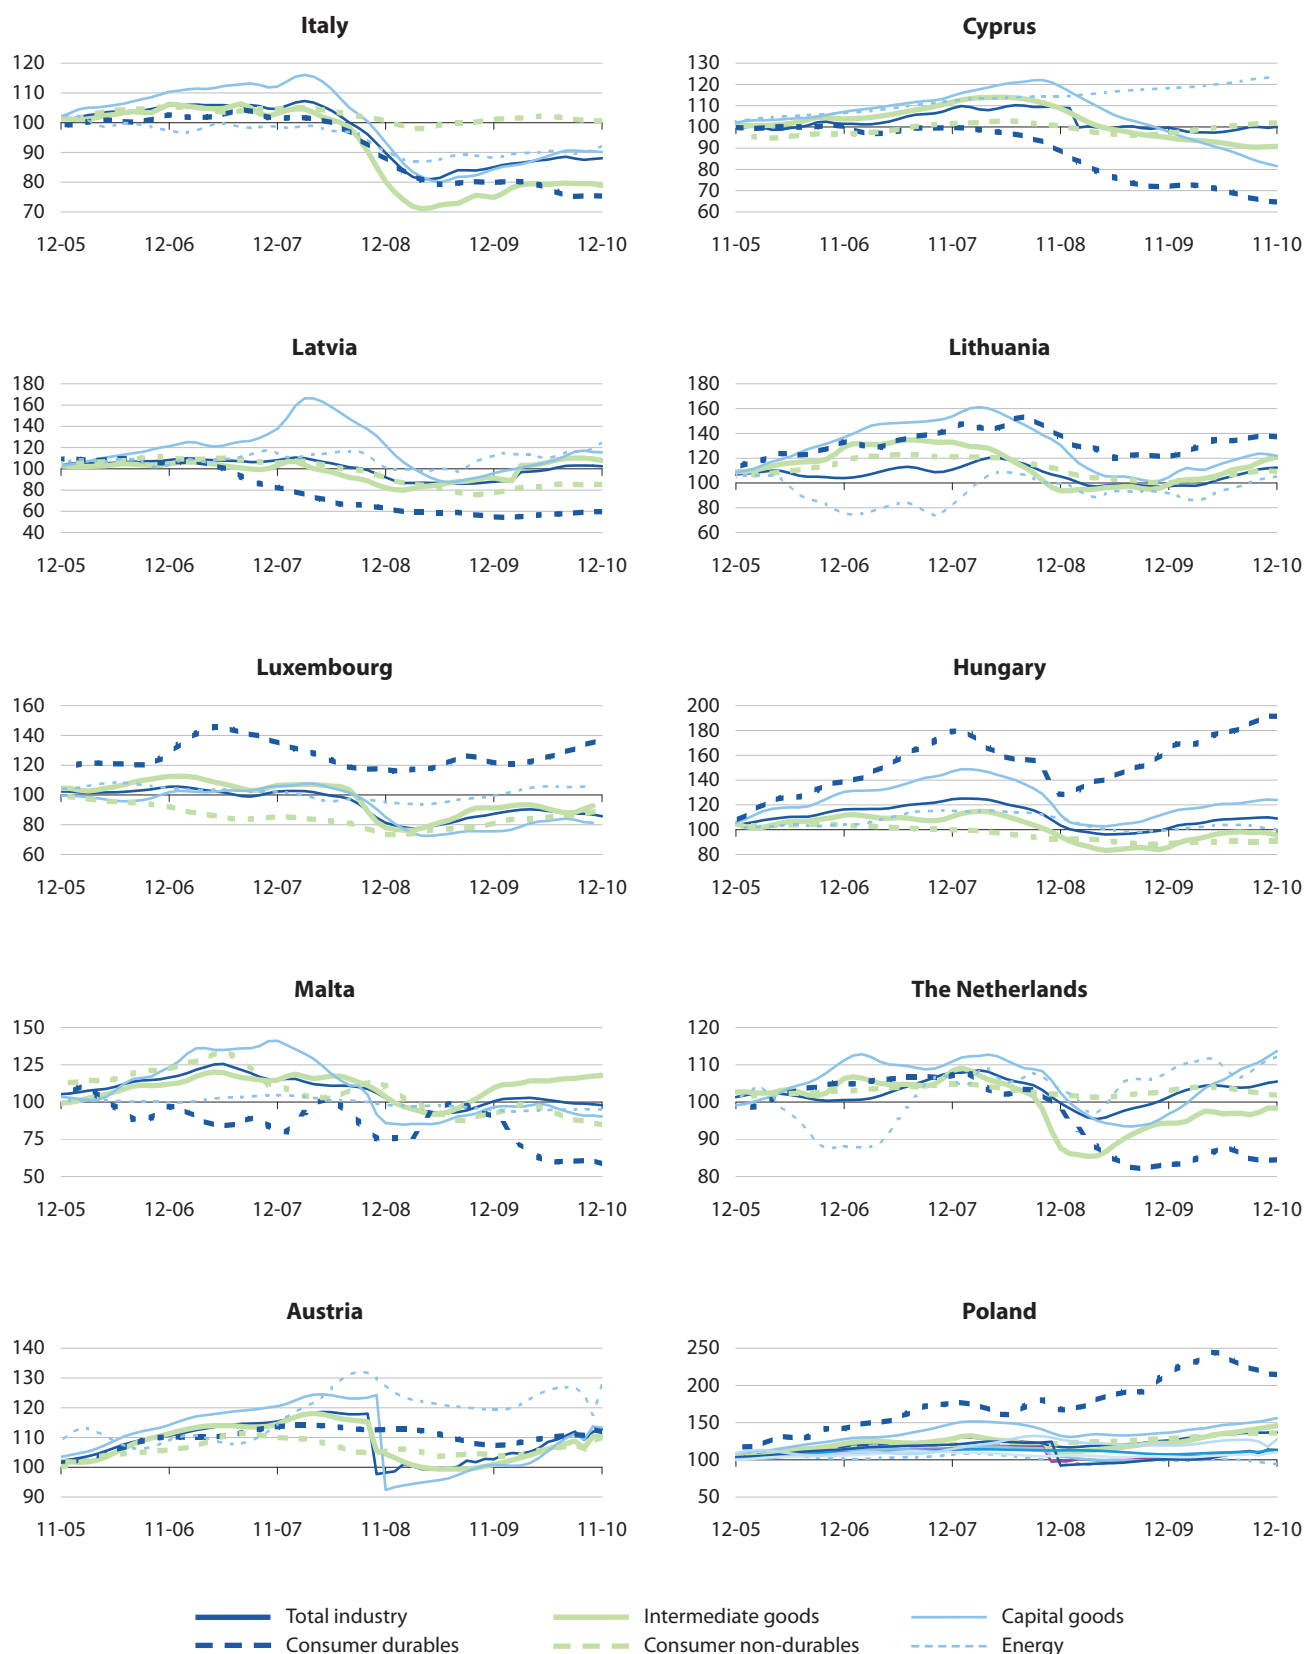 Italy
120
110
100
90
80
70
12-05 12-06 12-07 12-08 12-09 12-10
Cyprus
130
120
110
100
90
80
70
60
11-05 11-06 11-07 11-08 11-09 11-10
Latvia
180
160
140
120
100
80
60
40
12-05 12-06 12-07 12-08 12-09 12-10
Lithuania
180
160
140
120
100
80
60
12-05 12-06 12-07 12-08 12-09 12-10
Luxembourg
160
140
120
100
80
60
12-05 12-06 12-07 12-08 12-09 12-10
Hungary
200
180
160
140
120
100
80
12-05 12-06 12-07 12-08 12-09 12-10
Malta
150
125
100
75
50
12-05 12-06 12-07 12-08 12-09 12-10
The Netherlands
120
110
100
90
80
12-05 12-06 12-07 12-08 12-09 12-10
Austria
140
130
120
110
100
90
11-05 11-06 11-07 11-08 11-09 11-10
Poland
250
200
150
100
50
12-05 12-06 12-07 12-08 12-09 12-10
Total industry Intermediate goods Capital goods
Consumer durables Consumer non-durables Energy